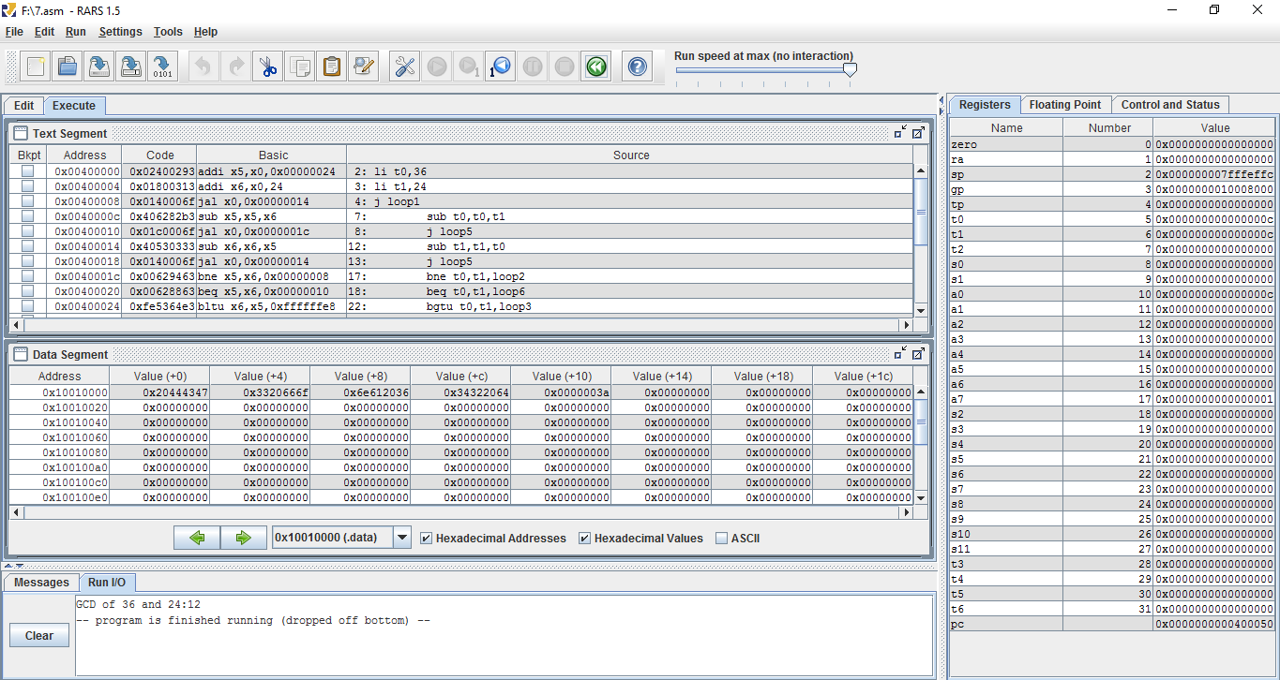 F:\7.asm - RARS 1.5
File Edit Run Settings Tools Help
Run speed at max (no interaction)
Edit Execute
Text Segment
Bkpt Address Code Basic Source
0x00400000 0x02400293 addi x5,x0,0x00000024 2: li t0,36
0x00400004 0x01800313 addi x6,x0,24 3: li t1,24
0x00400008 0x0140006f jal x0,0x00000014 4: j loop1
0x0040000c 0x406282b3 sub x5,x5,x6 7: sub t0,t0,t1
0x00400010 0x01c0006f jal x0,0x0000001c 8: j loop5
0x00400014 0x40530333 sub x6,x6,x5 12: sub t1,t1,t0
0x00400018 0x0140006f jal x0,0x00000014 13: j loop5
0x0040001c 0x00629463 bne x5,x6,0x00000008 17: bne t0,t1,loop2
0x00400020 0x00628863 beq x5,x6,0x00000010 18: beq t0,t1,loop6
0x00400024 0xfe5364e3 bltu x6,x5,0xffffffe8 22: bgtu t0,t1,loop3
Data Segment
Address Value (+0) Value (+4) Value (+8) Value (+c) Value (+10) Value (+14) Value (+18) Value (+1c)
0x10010000 0x20444347 0x3320666f 0x6e612036 0x34322064 0x0000003a 0x00000000 0x00000000 0x00000000
0x10010020 0x00000000 0x00000000 0x00000000 0x00000000 0x00000000 0x00000000 0x00000000 0x00000000
0x10010040 0x00000000 0x00000000 0x00000000 0x00000000 0x00000000 0x00000000 0x00000000 0x00000000
0x10010060 0x00000000 0x00000000 0x00000000 0x00000000 0x00000000 0x00000000 0x00000000 0x00000000
0x10010080 0x00000000 0x00000000 0x00000000 0x00000000 0x00000000 0x00000000 0x00000000 0x00000000
0x100100a0 0x00000000 0x00000000 0x00000000 0x00000000 0x00000000 0x00000000 0x00000000 0x00000000
0x100100c0 0x00000000 0x00000000 0x00000000 0x00000000 0x00000000 0x00000000 0x00000000 0x00000000
0x100100e0 0x00000000 0x00000000 0x00000000 0x00000000 0x00000000 0x00000000 0x00000000 0x00000000
0x10010000 (.data) Hexadecimal Addresses Hexadecimal Values ASCII
Messages Run I/O
Clear
GCD of 36 and 24:12
-- program is finished running (dropped off bottom) --
Registers Floating Point Control and Status
Name Number Value
zero 0 0x0000000000000000
ra 1 0x0000000000000000
sp 2 0x000000007fffeffc
gp 3 0x0000000010008000
tp 4 0x0000000000000000
t0 5 0x000000000000000c
t1 6 0x000000000000000c
t2 7 0x0000000000000000
s0 8 0x0000000000000000
s1 9 0x0000000000000000
a0 10 0x000000000000000c
a1 11 0x0000000000000000
a2 12 0x0000000000000000
a3 13 0x0000000000000000
a4 14 0x0000000000000000
a5 15 0x0000000000000000
a6 16 0x0000000000000000
a7 17 0x0000000000000001
s2 18 0x0000000000000000
s3 19 0x0000000000000000
s4 20 0x0000000000000000
s5 21 0x0000000000000000
s6 22 0x0000000000000000
s7 23 0x0000000000000000
s8 24 0x0000000000000000
s9 25 0x0000000000000000
s10 26 0x0000000000000000
s11 27 0x0000000000000000
t3 28 0x0000000000000000
t4 29 0x0000000000000000
t5 30 0x0000000000000000
t6 31 0x0000000000000000
pc 0x0000000000400050